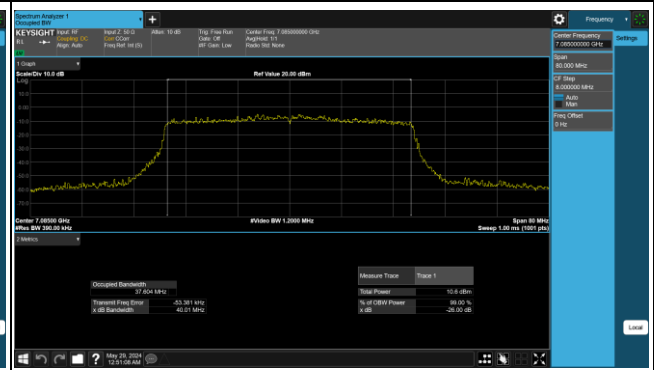 Spectrum Analyzer 1
Occupied BW
+
Frequency
KEYSIGHT Input: RF Input Z: 50 Ω Atten: 10 dB Trig: Free Run Center Freq: 7.085000000 GHz
RL Coupling: DC Corr CCorr Gate: Off Avg|Hold: 1/1
Align: Auto Freq Ref: Int (S) #IF Gain: Low Radio Std: None
Center Frequency
7.085000000 GHz
Settings
Span
80.000 MHz
CF Step
8.000000 MHz
Auto
Man
Freq Offset
0 Hz
1 Graph
Scale/Div 10.0 dB Ref Value 20.00 dBm
Log
10.0
0.00
-10.0
-20.0
-30.0
-40.0
-50.0
-60.0
-70.0
Center 7.08500 GHz #Video BW 1.2000 MHz Span 80 MHz
#Res BW 390.00 kHz Sweep 1.00 ms (1001 pts)
2 Metrics
Measure Trace Trace 1
Occupied Bandwidth
37.604 MHz
Total Power 10.6 dBm
Transmit Freq Error -53.381 kHz
% of OBW Power 99.00 %
x dB Bandwidth 40.01 MHz
x dB -26.00 dB
Local
?
May 29, 2024
12:51:08 AM